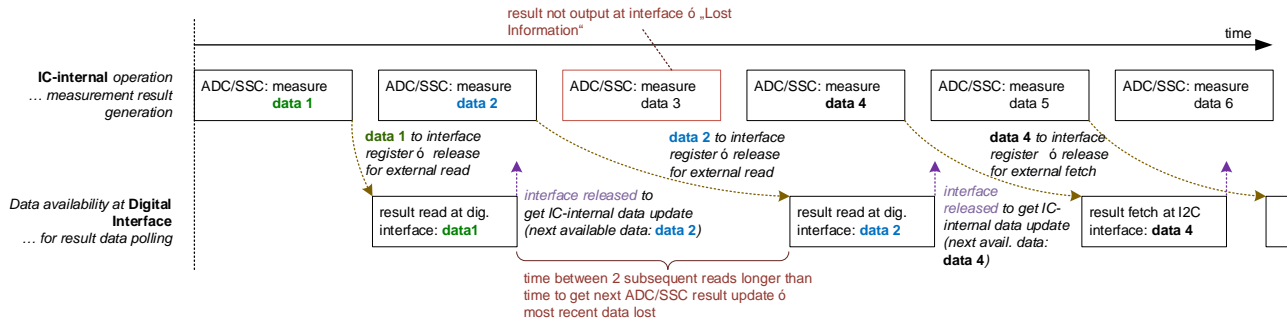 result not output at interface ó „Lost
Information“
time
IC-internal operation
… measurement result
generation
ADC/SSC: measure
data 1
ADC/SSC: measure
data 2
ADC/SSC: measure
data 3
ADC/SSC: measure
data 4
ADC/SSC: measure
data 5
ADC/SSC: measure
data 6
data 1 to interface
register ó release
for external read
data 2 to interface
register ó release
for external read
data 4 to interface
register ó release
for external fetch
Data availability at Digital
Interface
… for result data polling
result read at dig.
interface: data1
interface released to
get IC-internal data update
(next available data: data 2)
result read at dig.
interface: data 2
interface
released to get IC-
internal data update
(next avail. data:
data 4)
result fetch at I2C
interface: data 4
time between 2 subsequent reads longer than
time to get next ADC/SSC result update ó
most recent data lost